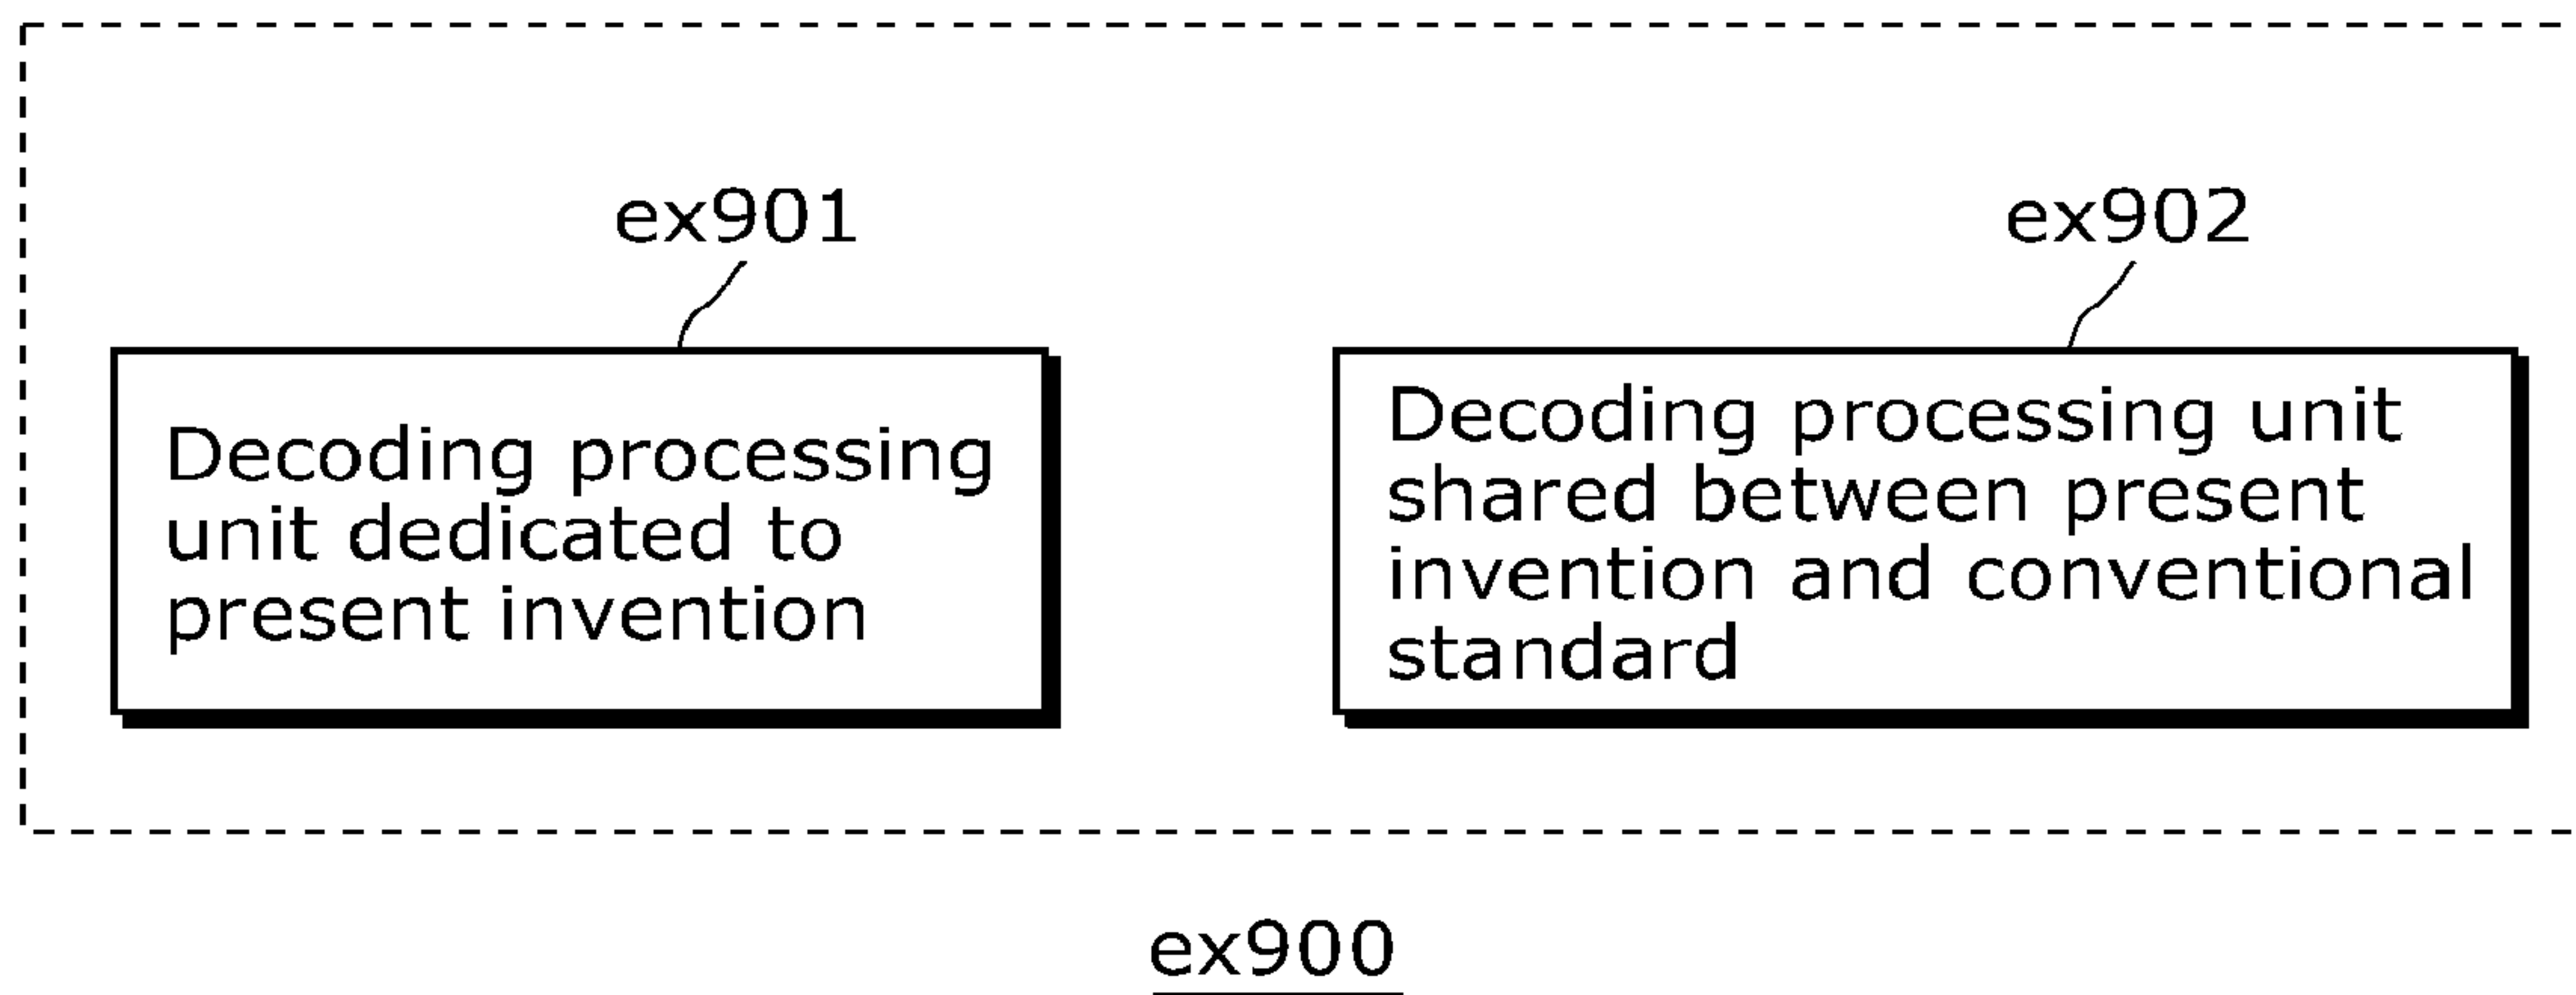 ex901
ex902
Decoding processing
unit dedicated to
present invention
Decoding processing unit
shared between present
invention and conventional
standard
ex900